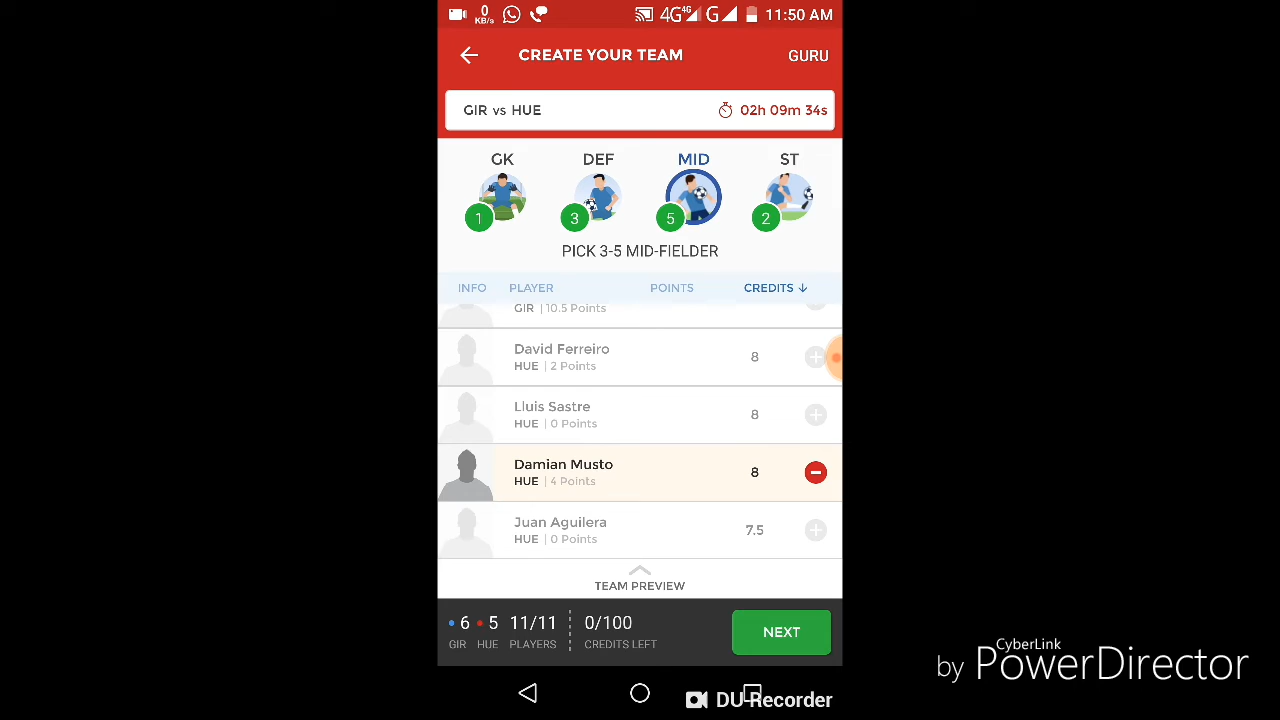 0 KB/s 4G 4G G 11:50 AM
CREATE YOUR TEAM GURU
GIR vs HUE 02h 09m 34s
GK DEF MID ST
1 3 5 2
PICK 3-5 MID-FIELDER
INFO PLAYER POINTS CREDITS ↓
GIR | 10.5 Points
David Ferreiro 8
HUE | 2 Points
Lluis Sastre 8
HUE | 0 Points
Damian Musto 8
HUE | 4 Points
Juan Aguilera 7.5
HUE | 0 Points
TEAM PREVIEW
6 5 11/11 0/100
GIR HUE PLAYERS CREDITS LEFT
NEXT
DU Recorder
CyberLink
by PowerDirector